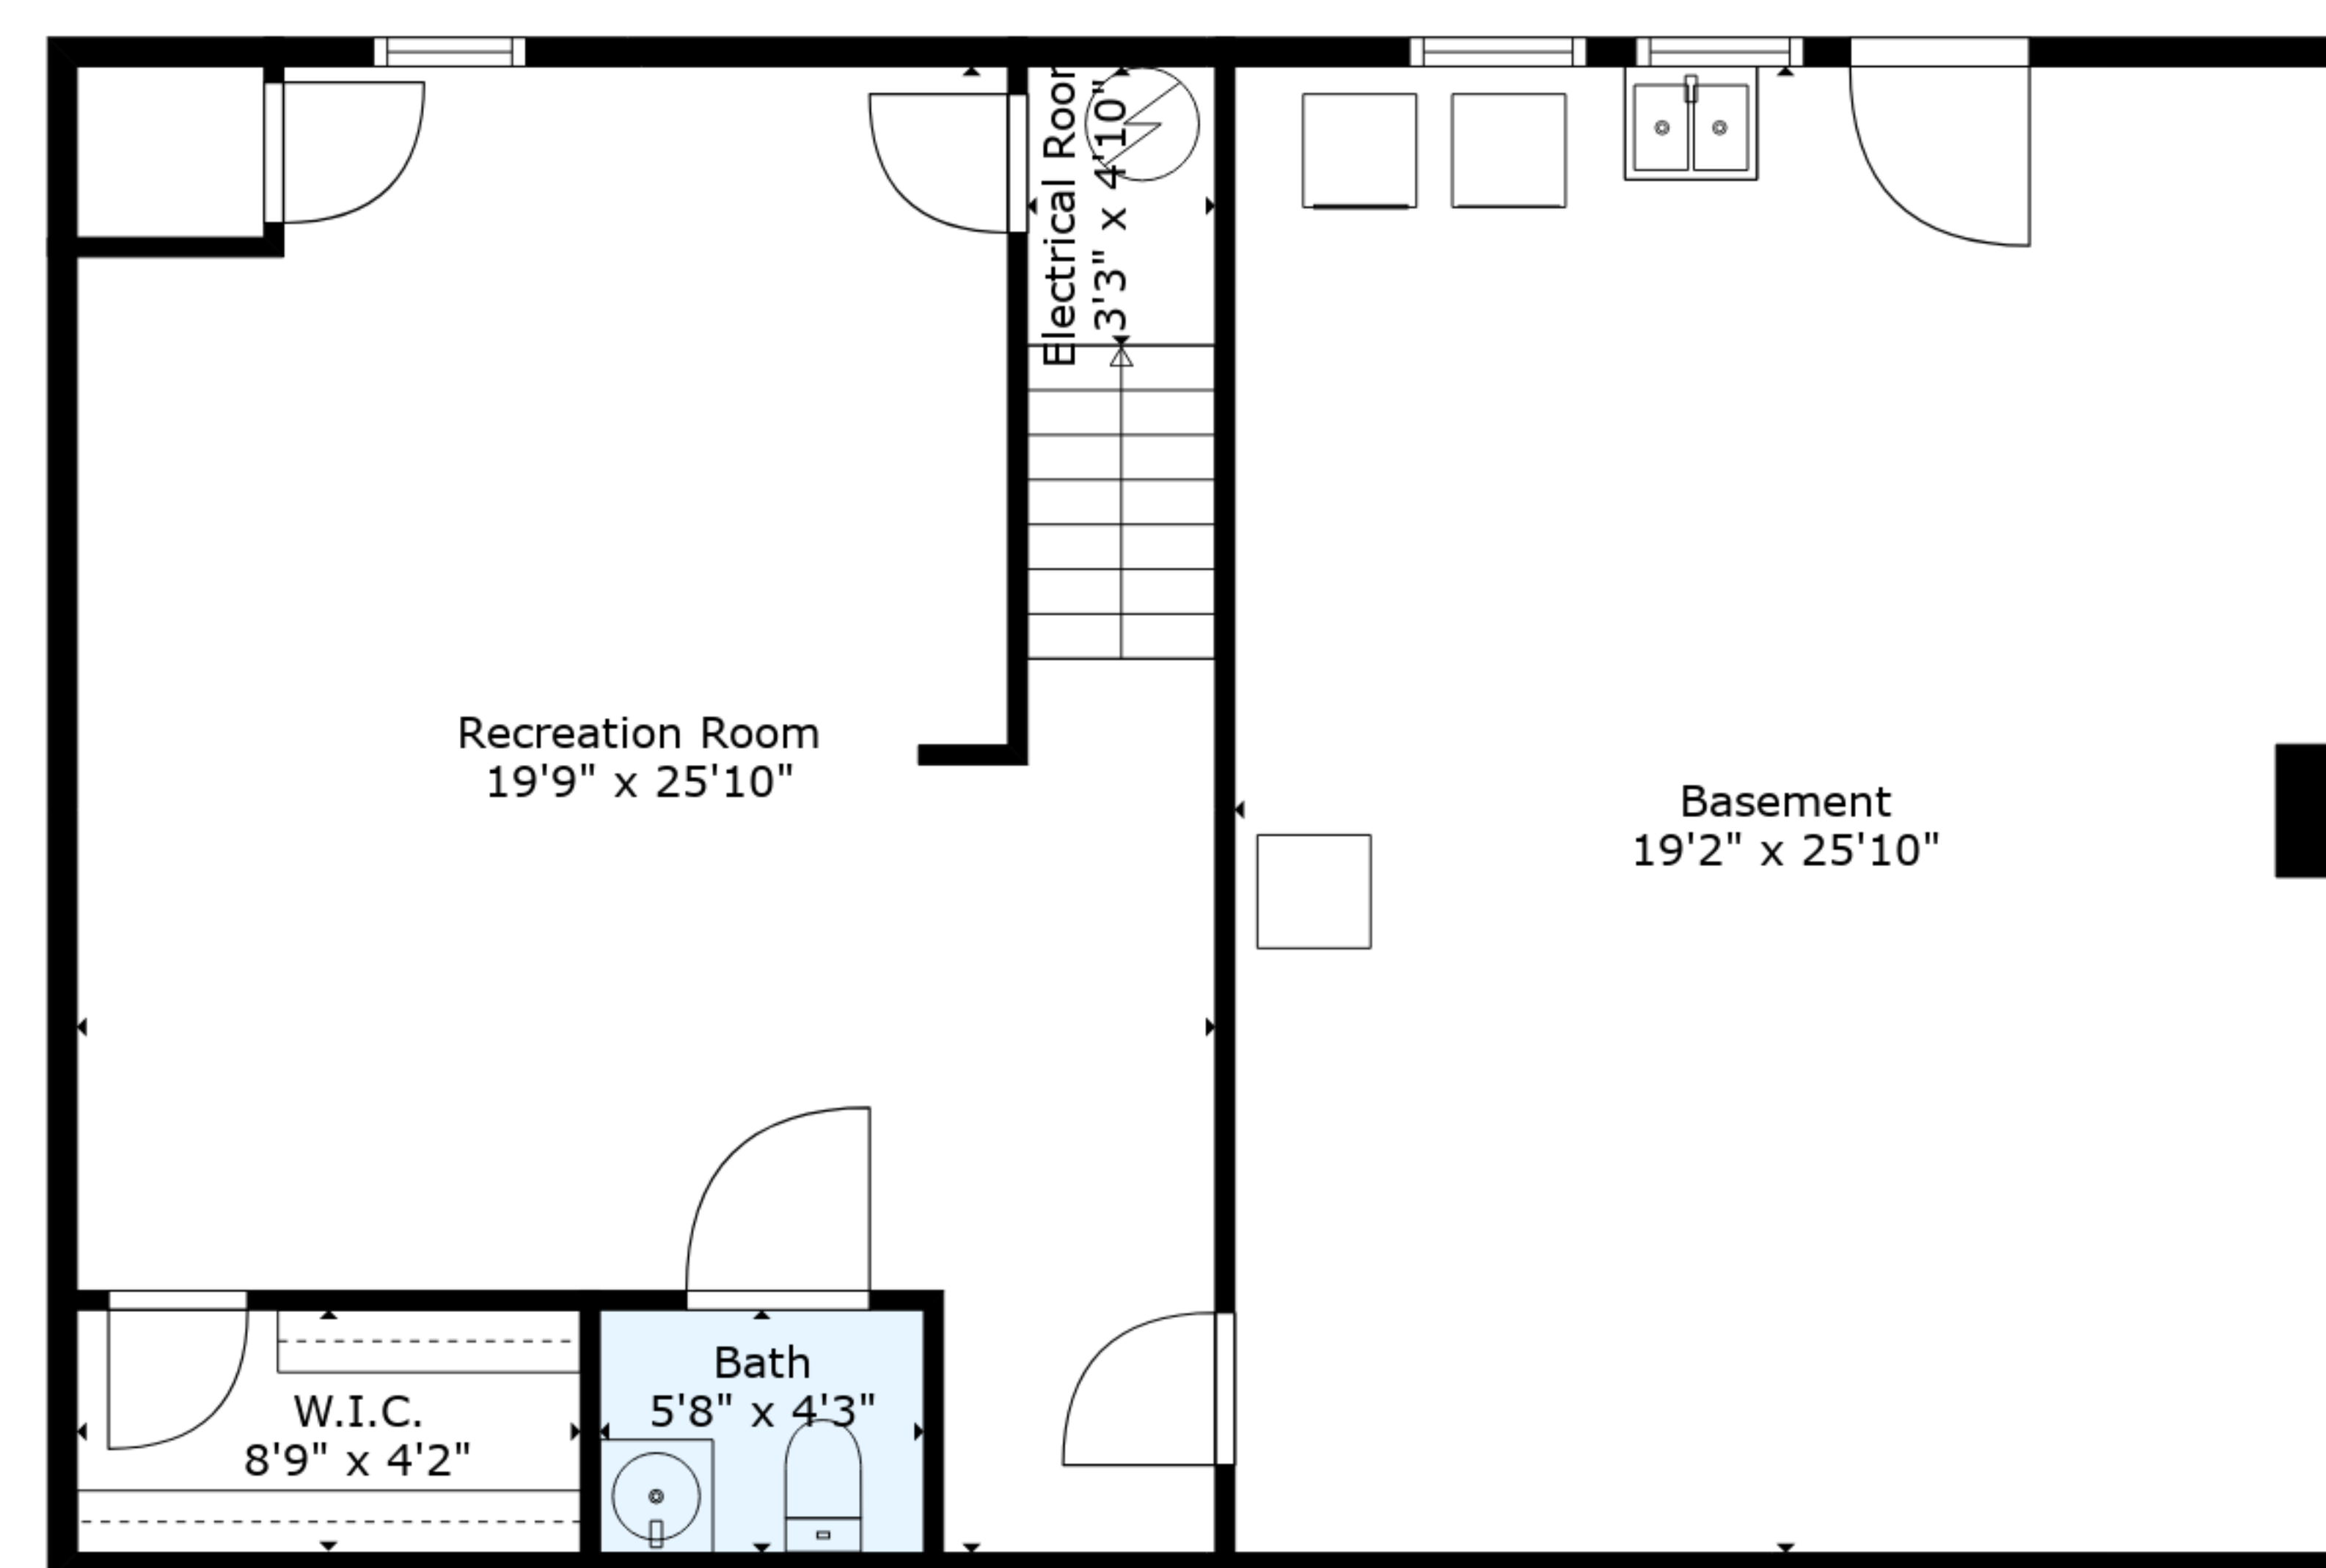 Electrical Room
3'3" x 4'10"
Recreation Room
19'9" x 25'10"
Basement
19'2" x 25'10"
Bath
5'8" x 4'3"
W.I.C.
8'9" x 4'2"